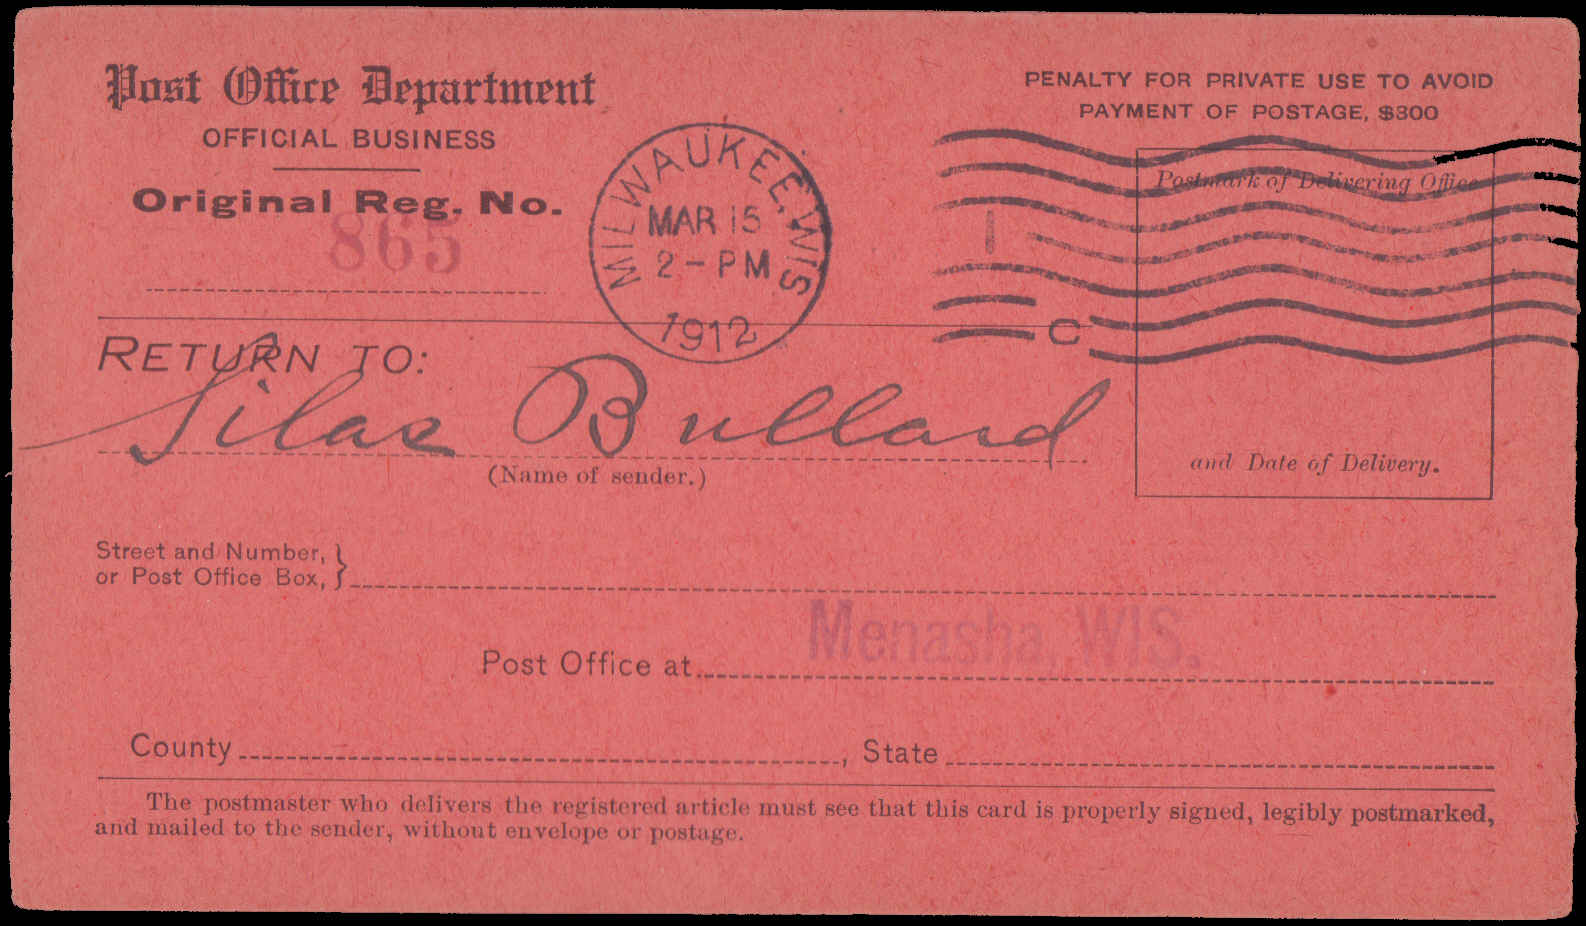 Post Office Department
OFFICIAL BUSINESS
Original Reg. No.
865
PENALTY FOR PRIVATE USE TO AVOID
PAYMENT OF POSTAGE, $300
MILWAUKEE, WIS
MAR 15
2-PM
1912
1
C
Postmark of Delivering Office
and Date of Delivery.
RETURN TO:
Silas Bullard
(Name of sender.)
Street and Number,
or Post Office Box,
Post Office at Menasha, WIS.
County, State
The postmaster who delivers the registered article must see that this card is properly signed, legibly postmarked,
and mailed to the sender, without envelope or postage.